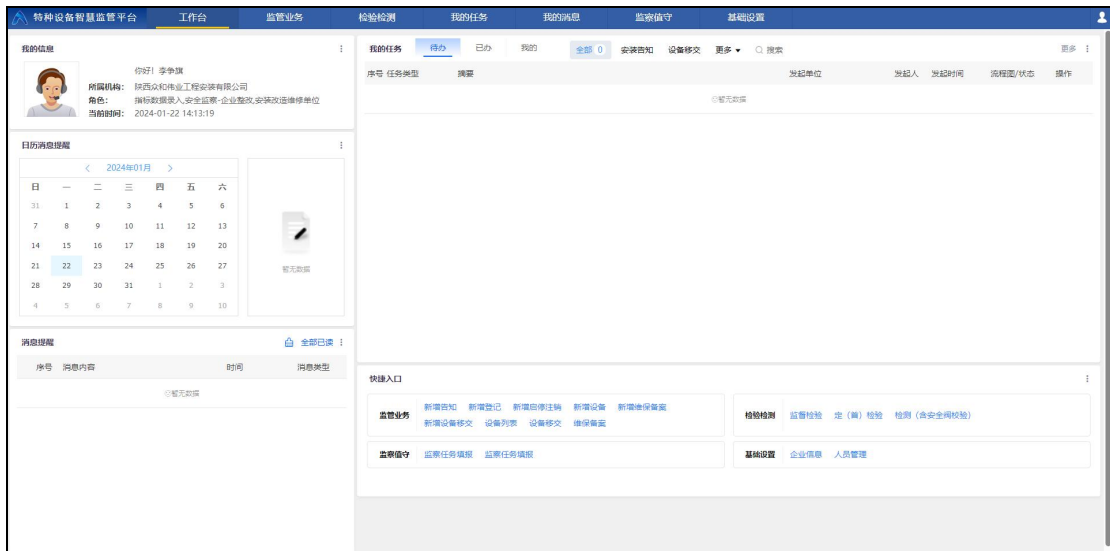 特种设备智慧监管平台 工作台 监管业务 检验检测 我的任务 我的消息 监察值守 基础设置
我的信息
你好！李争旗
所属机构： 陕西众和伟业工程安装有限公司
角色： 指标数据录入,安全监察-企业整改,安装改造维修单位
当前时间： 2024-01-22 14:13:19
日历消息提醒
2024年01月
日 一 二 三 四 五 六
31 1 2 3 4 5 6
7 8 9 10 11 12 13
14 15 16 17 18 19 20
21 22 23 24 25 26 27
28 29 30 31 1 2 3
4 5 6 7 8 9 10
暂无数据
消息提醒 全部已读
序号 消息内容 时间 消息类型
暂无数据
我的任务 待办 已办 我的 全部 0 安装告知 设备移交 更多 搜索 更多
序号 任务类型 摘要 发起单位 发起人 发起时间 流程图/状态 操作
暂无数据
快捷入口
监管业务 新增告知 新增登记 新增启停注销 新增设备 新增维保备案
新增设备移交 设备列表 设备移交 维保备案
检验检测 监督检验 定（首）检验 检测（含安全阀校验）
监察值守 监察任务填报 监察任务填报
基础设置 企业信息 人员管理